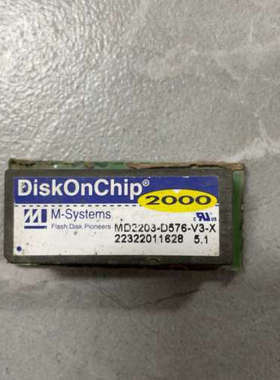 DiskOnChip® 2000
M-Systems
Flash Disk Pioneers
MD2203-D576-V3-X
22322011628 5.1